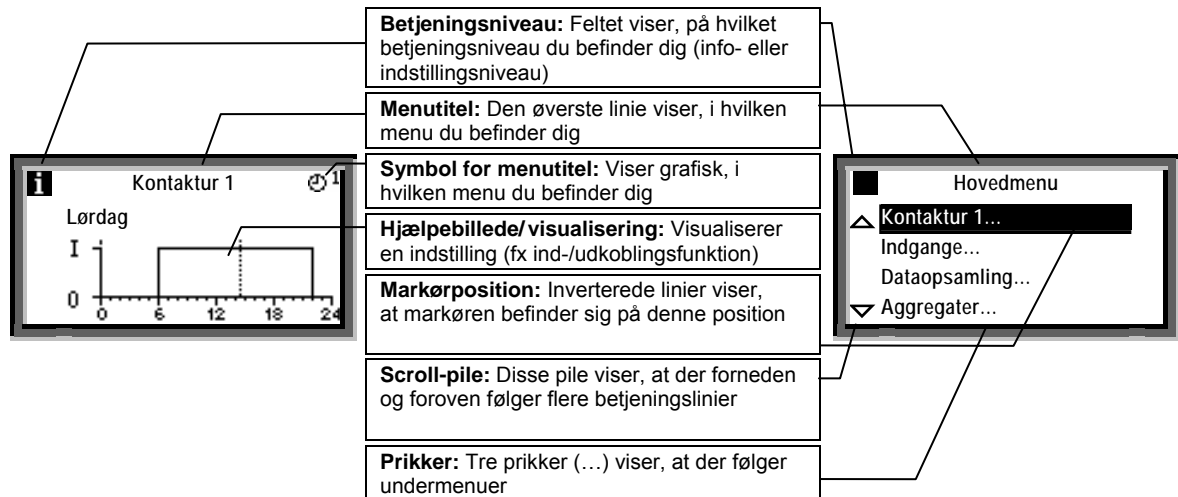 Betjeningsniveau: Feltet viser, på hvilket
betjeningsniveau du befinder dig (info- eller
indstillingsniveau)
Menutitel: Den øverste linie viser, i hvilken
menu du befinder dig
Symbol for menutitel: Viser grafisk, i
hvilken menu du befinder dig
Hjælpebillede/visualisering: Visualiserer
en indstilling (fx ind-/udkoblingsfunktion)
Markørposition: Inverterede linier viser,
at markøren befinder sig på denne position
Scroll-pile: Disse pile viser, at der forneden
og foroven følger flere betjeningslinier
Prikker: Tre prikker (…) viser, at der følger
undermenuer
i Kontaktur 1 1
Lørdag
I
0
0 6 12 18 24
Hovedmenu
Kontaktur 1...
Indgange...
Dataopsamling...
Aggregater...